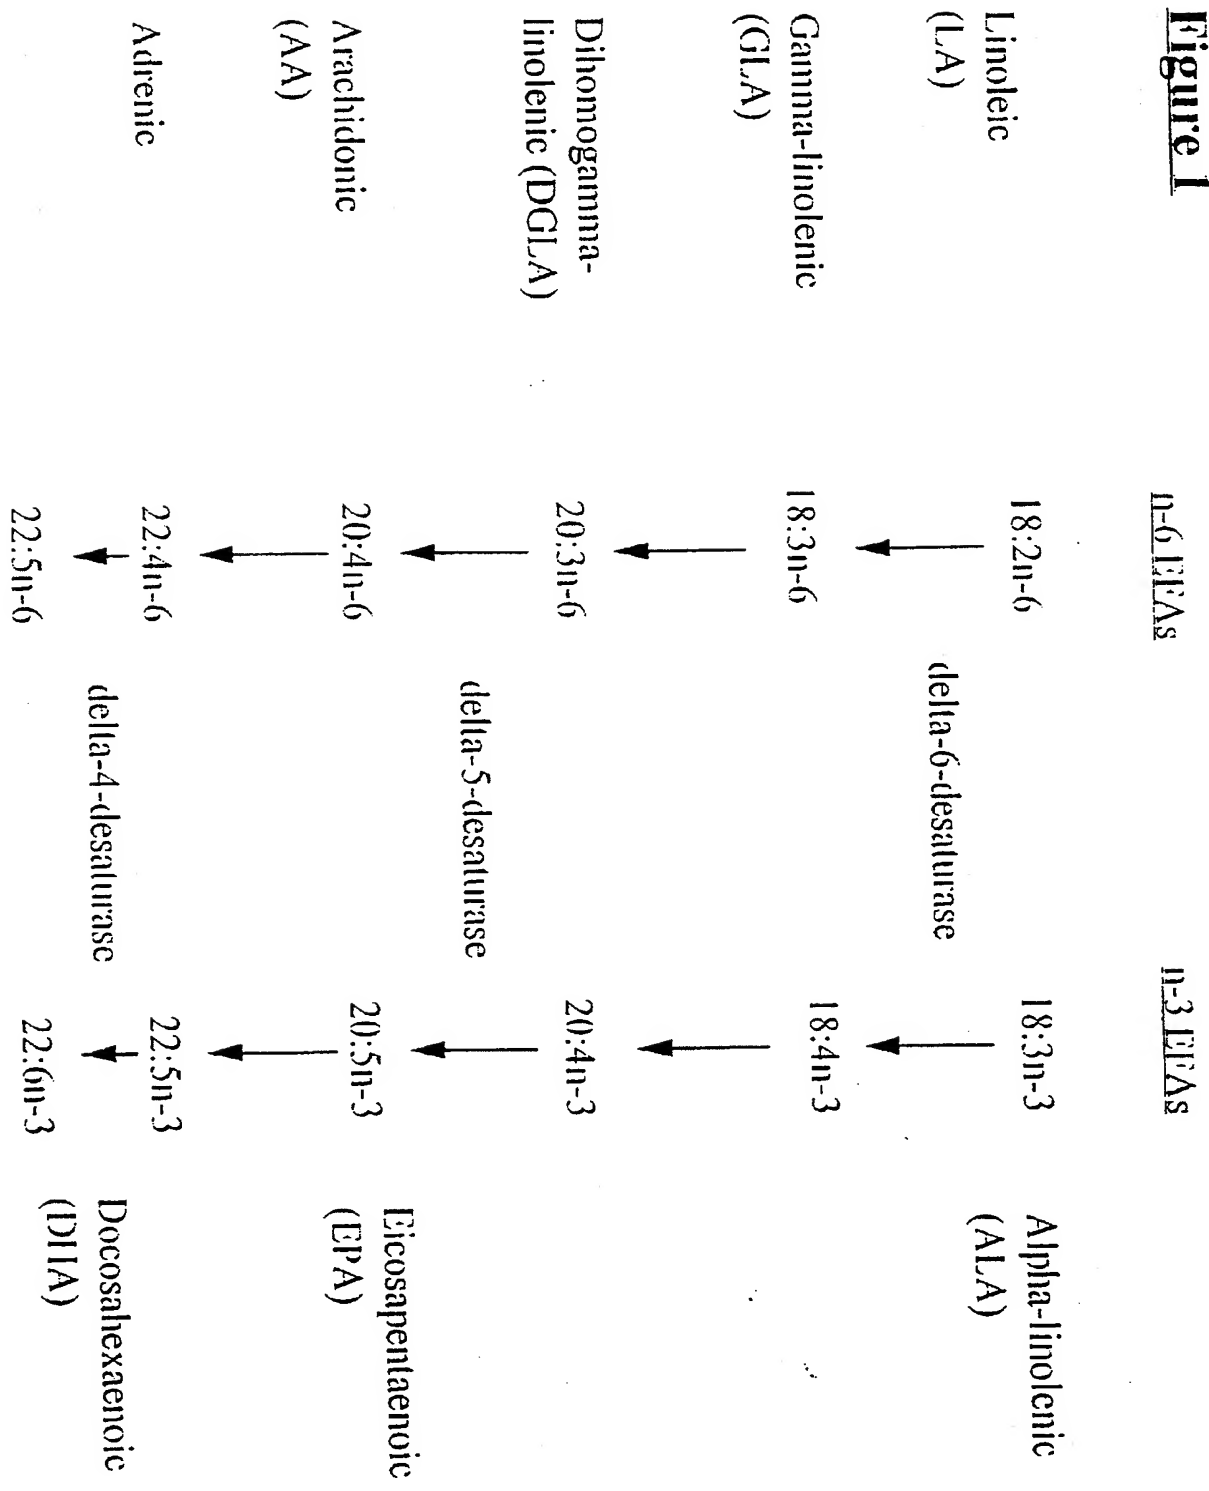 Figure 1
n-6 EFAs
n-3 EFAs
Linoleic
(LA)
18:2n-6
18:3n-3
Alpha-linolenic
(ALA)
delta-6-desaturase
Gamma-linolenic
(GLA)
18:3n-6
18:4n-3
Dihomogamma-
linolenic (DGLA)
20:3n-6
20:4n-3
delta-5-desaturase
Arachidonic
(AA)
20:4n-6
20:5n-3
Eicosapentaenoic
(EPA)
Adrenic
22:4n-6
22:5n-3
delta-4-desaturase
22:5n-6
22:6n-3
Docosahexaenoic
(DHA)